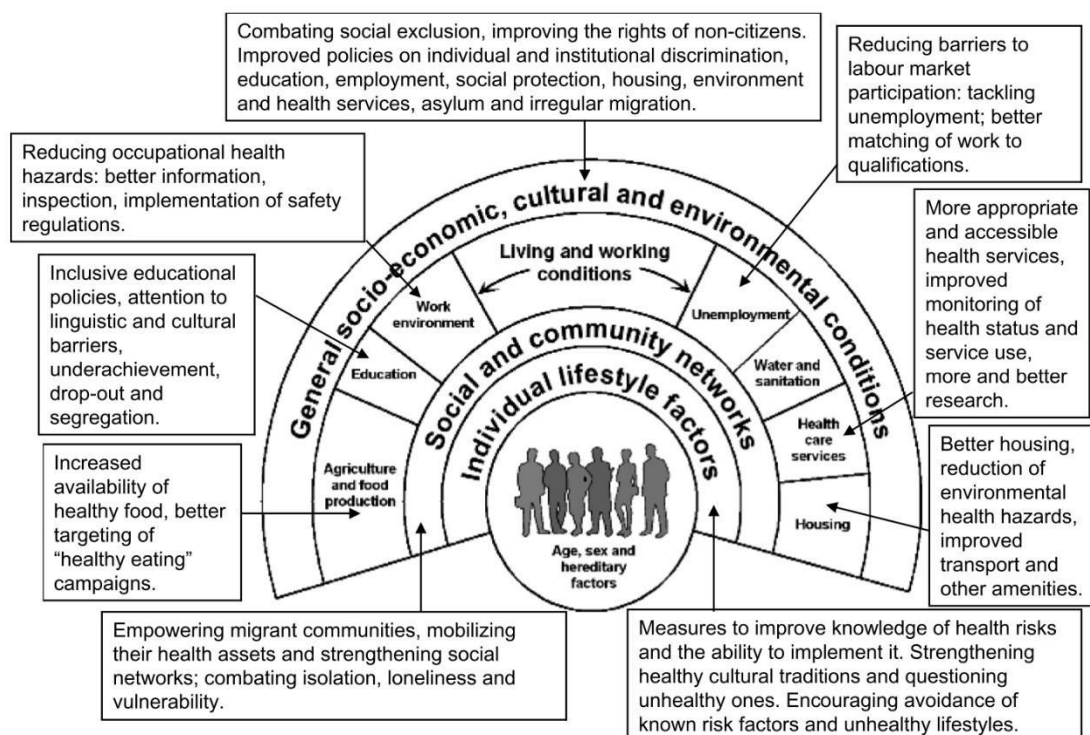 Combating social exclusion, improving the rights of non-citizens.
Improved policies on individual and institutional discrimination,
education, employment, social protection, housing, environment
and health services, asylum and irregular migration.
Reducing barriers to
labour market
participation: tackling
unemployment; better
matching of work to
qualifications.
Reducing occupational health
hazards: better information,
inspection, implementation of safety
regulations.
More appropriate
and accessible
health services,
improved
monitoring of
health status and
service use,
more and better
research.
Inclusive educational
policies, attention to
linguistic and cultural
barriers,
underachievement,
drop-out and
segregation.
General socio-economic, cultural and environmental conditions
Living and working
conditions
Work
environment
Unemployment
Education
Water and
sanitation
Social and community networks
Individual lifestyle factors
Health
care
services
Agriculture
and food
production
Housing
Age, sex and
hereditary
factors
Increased
availability of
healthy food, better
targeting of
“healthy eating”
campaigns.
Better housing,
reduction of
environmental
health hazards,
improved
transport and
other amenities.
Empowering migrant communities, mobilizing
their health assets and strengthening social
networks; combating isolation, loneliness and
vulnerability.
Measures to improve knowledge of health risks
and the ability to implement it. Strengthening
healthy cultural traditions and questioning
unhealthy ones. Encouraging avoidance of
known risk factors and unhealthy lifestyles.